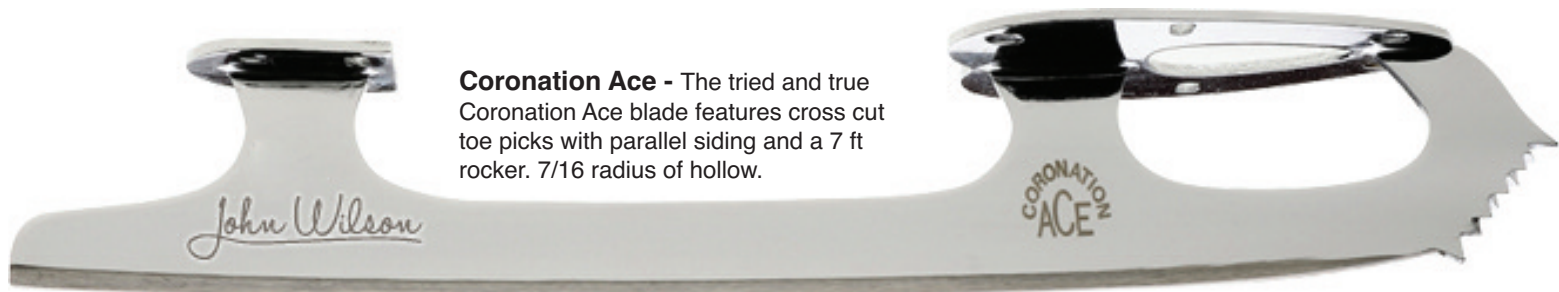 Coronation Ace - The tried and true
Coronation Ace blade features cross cut
toe picks with parallel siding and a 7 ft
rocker. 7/16 radius of hollow.
John Wilson
CORONATION
ACE